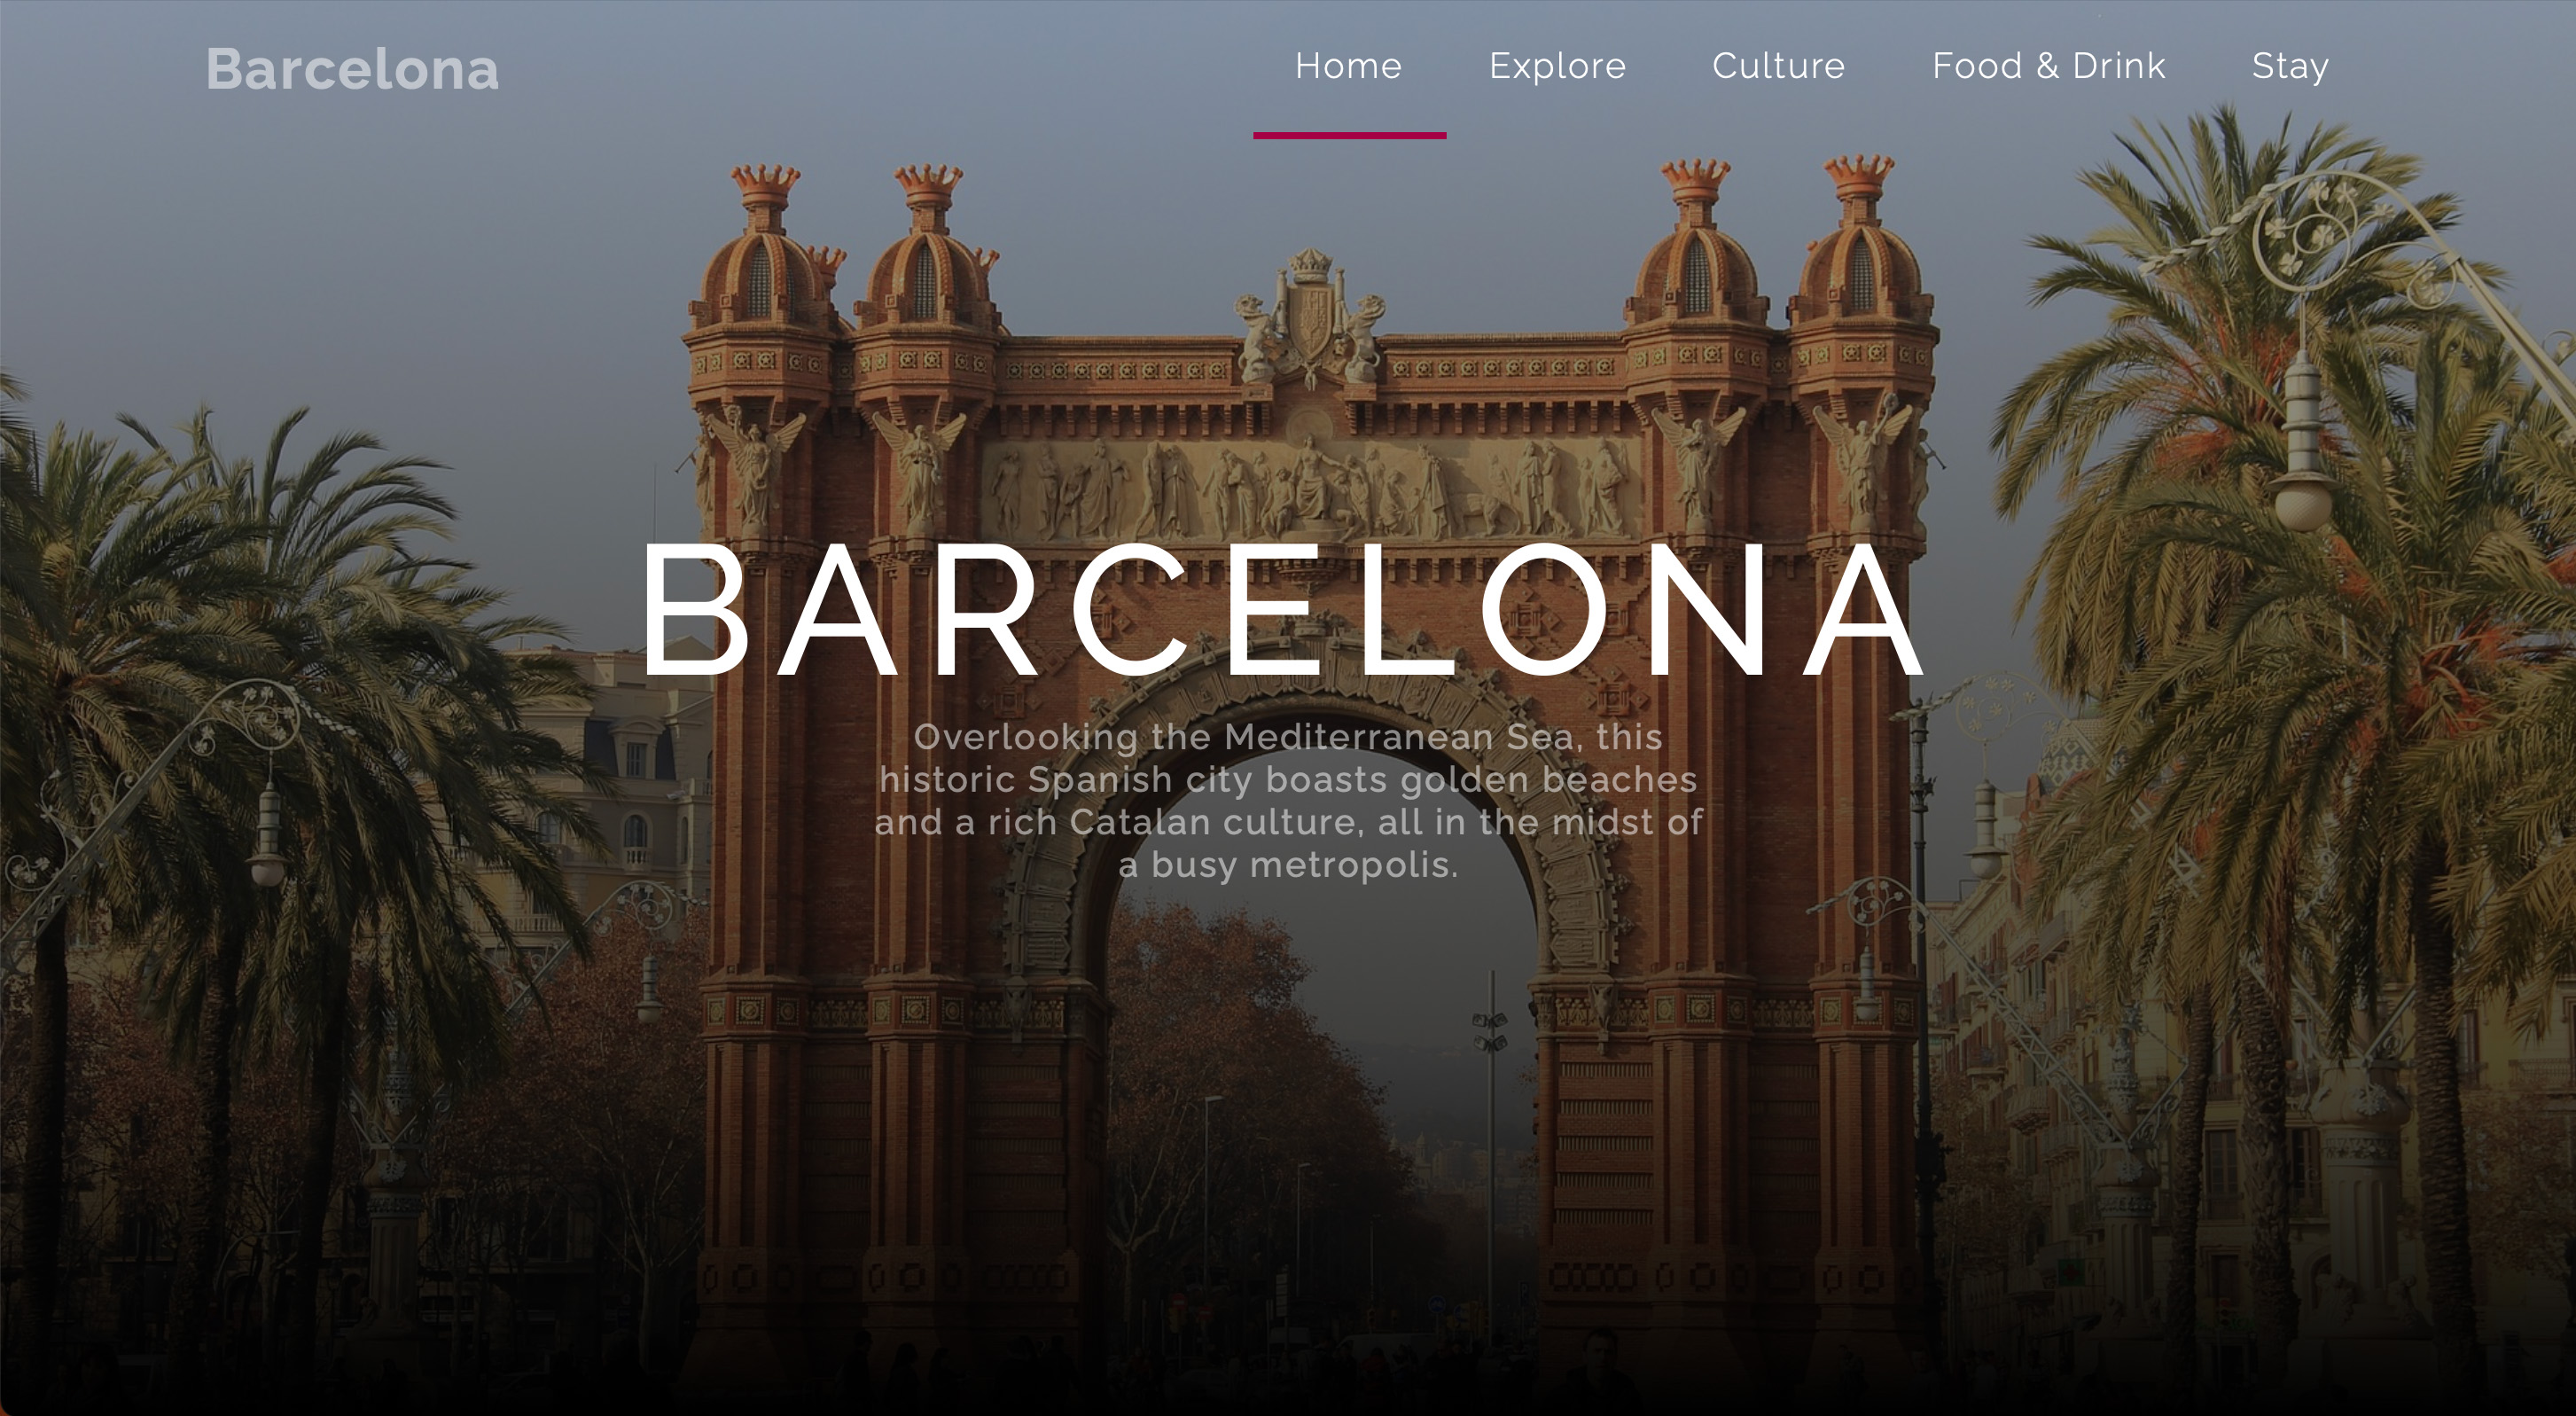 Barcelona
Home Explore Culture Food & Drink Stay
BARCELONA
Overlooking the Mediterranean Sea, this
historic Spanish city boasts golden beaches
and a rich Catalan culture, all in the midst of
a busy metropolis.